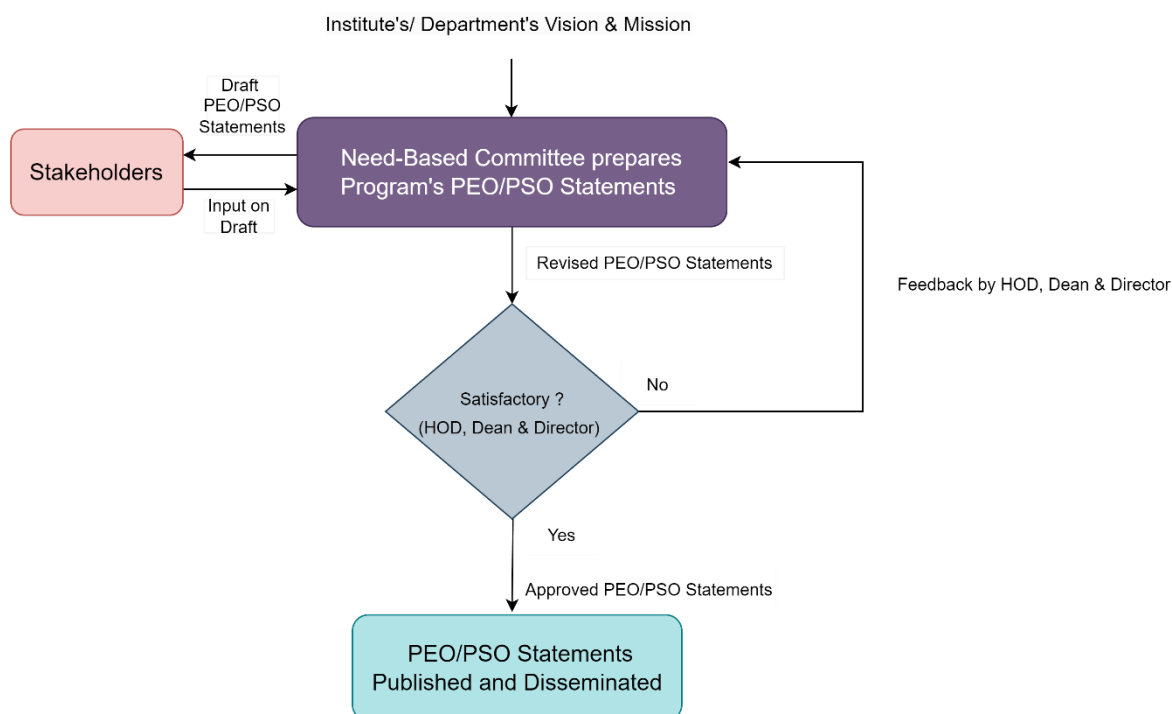 Institute's/ Department's Vision & Mission
Draft
PEO/PSO
Statements
Stakeholders
Need-Based Committee prepares
Program's PEO/PSO Statements
Input on
Draft
Revised PEO/PSO Statements
Feedback by HOD, Dean & Director
Satisfactory ?
(HOD, Dean & Director)
No
Yes
Approved PEO/PSO Statements
PEO/PSO Statements
Published and Disseminated